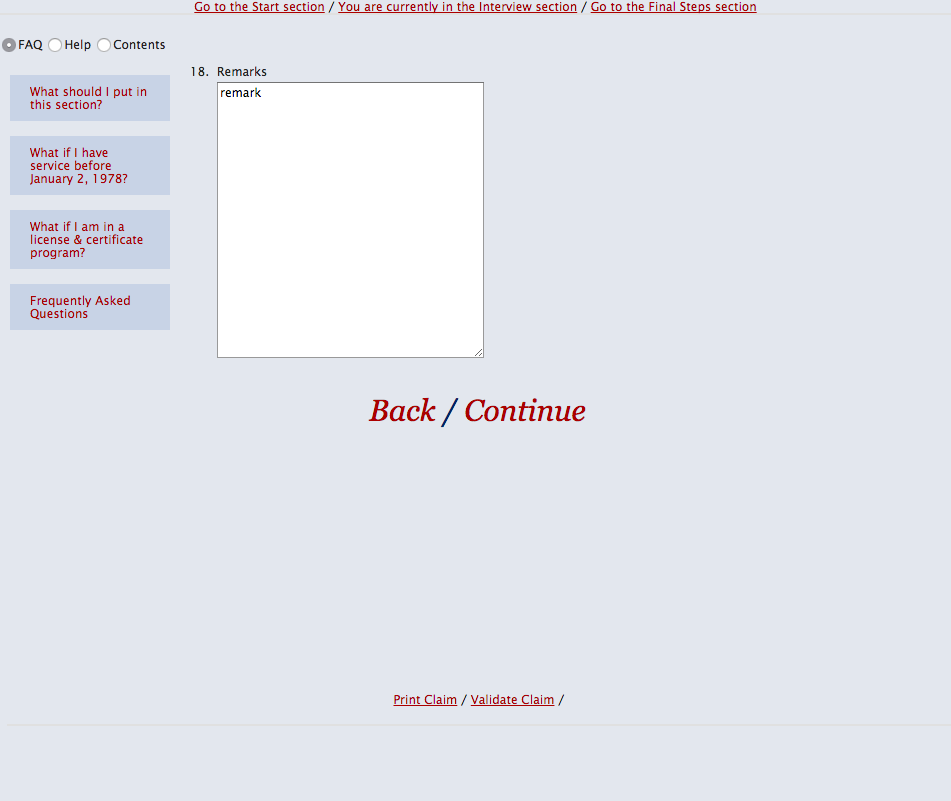 Go to the Start section / You are currently in the Interview section / Go to the Final Steps section
FAQ Help Contents
18. Remarks
remark
What should I put in
this section?
What if I have
service before
January 2, 1978?
What if I am in a
license & certificate
program?
Frequently Asked
Questions
Back / Continue
Print Claim / Validate Claim /